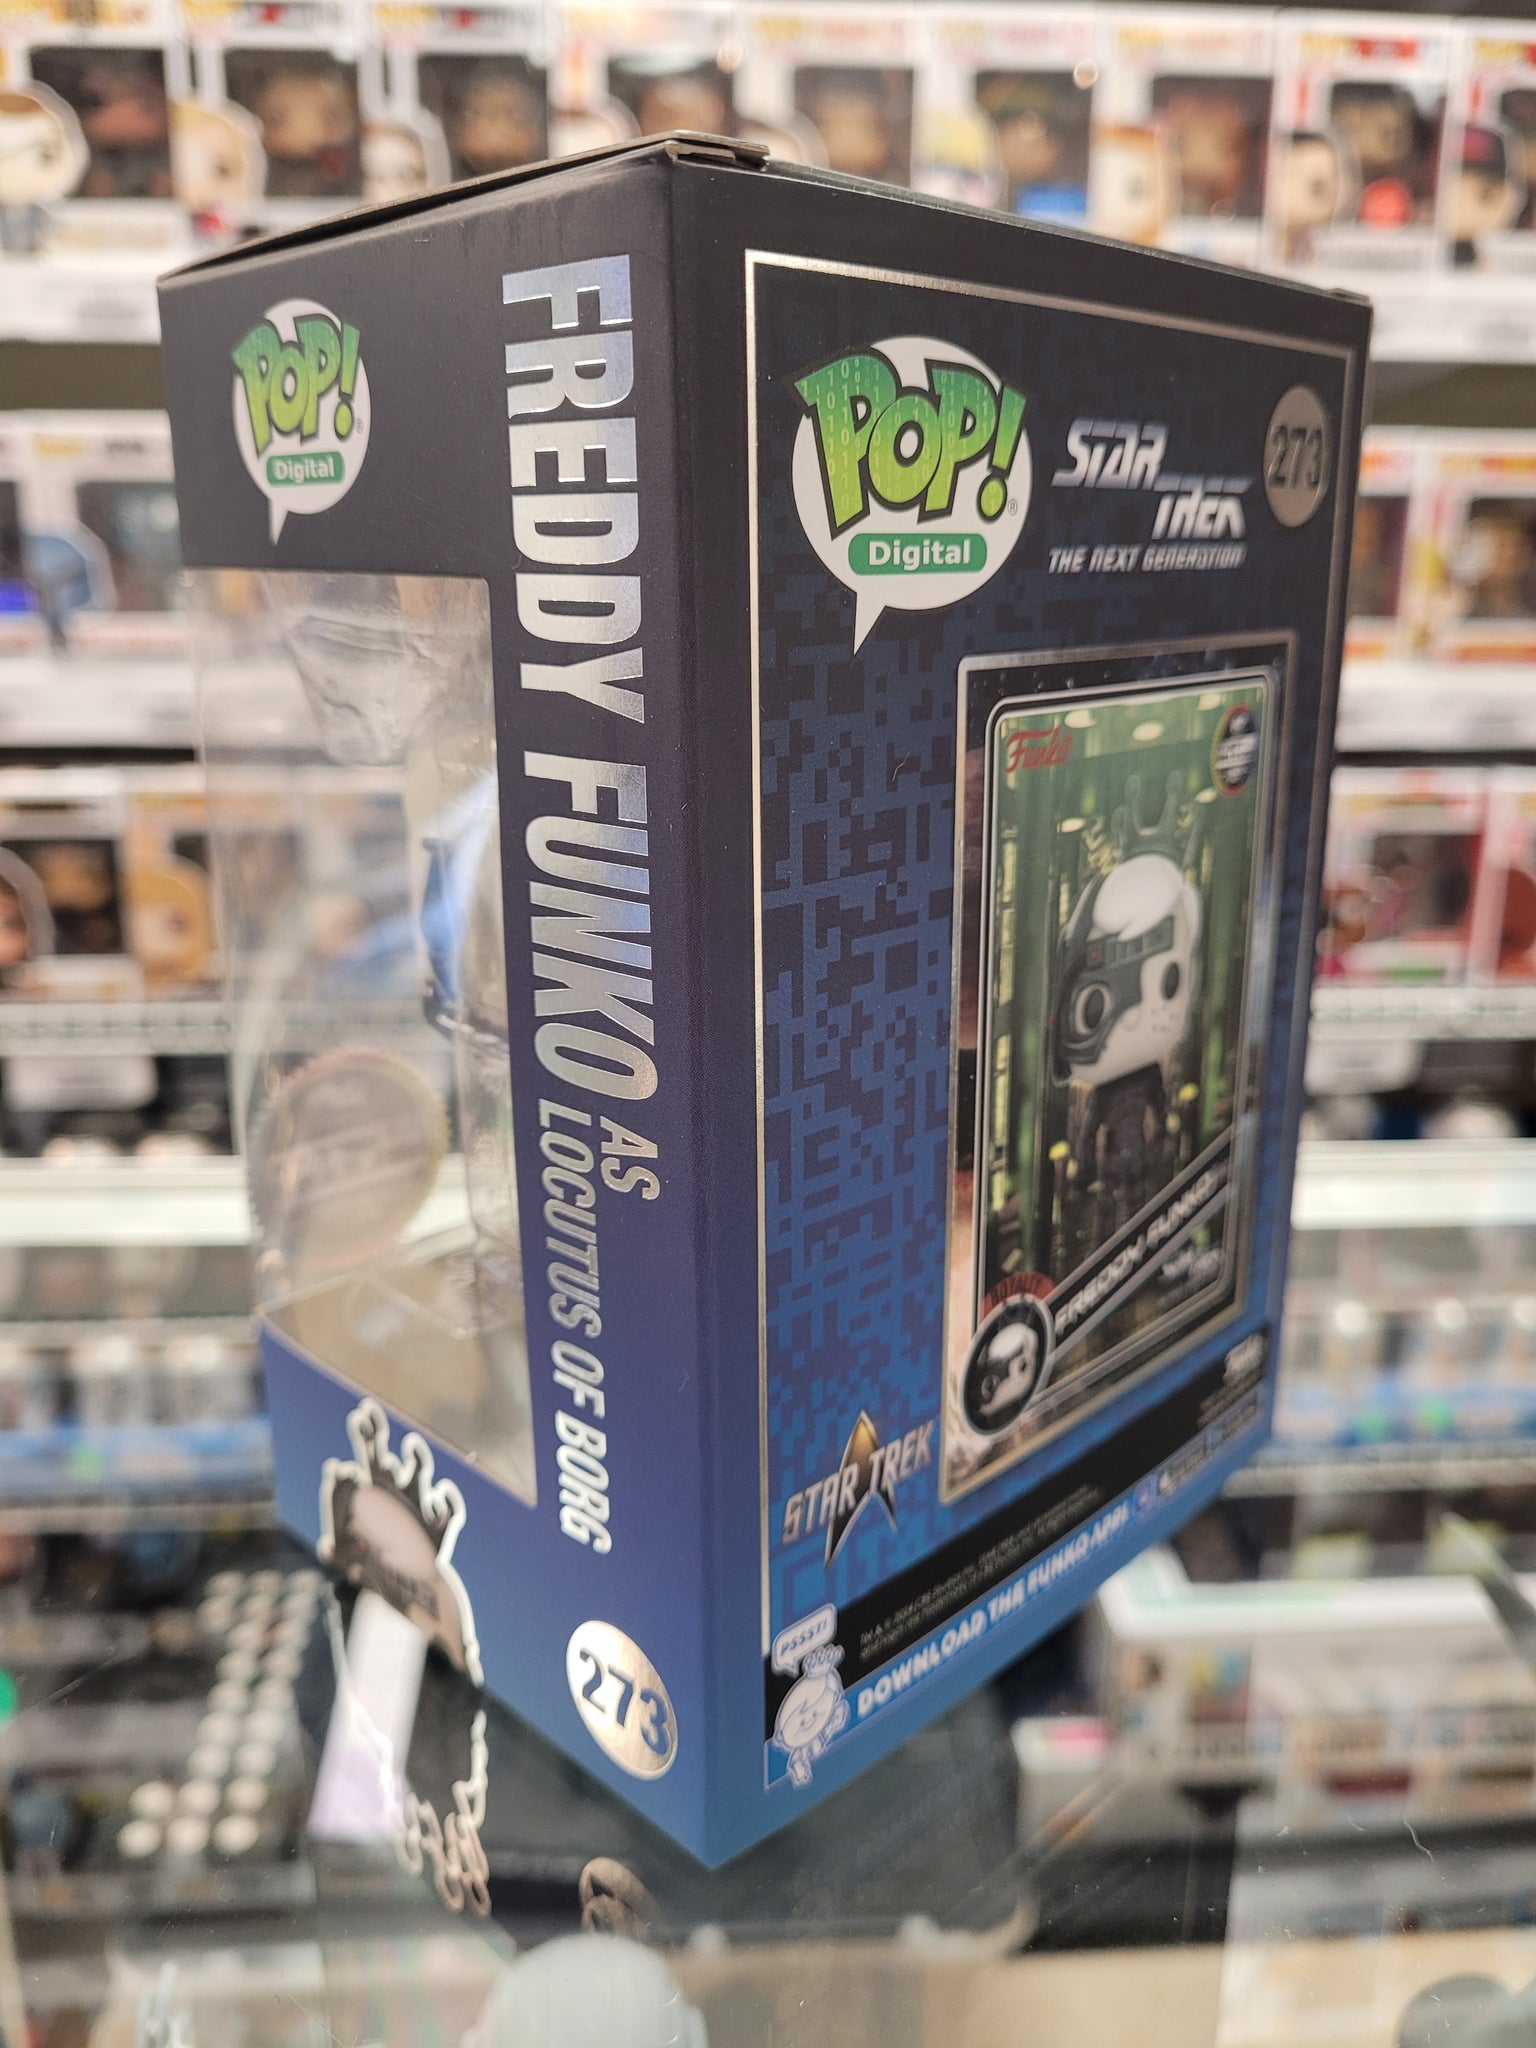 POP!
Digital
FREDDY FUNKO AS
LOCUTUS OF BORG
273
POP!
Digital
STAR
TREK
THE NEXT GENERATION
273
Funko
ROYALTY
FREDDY FUNKO
STAR TREK
PSSST!
DOWNLOAD THE FUNKO APP!